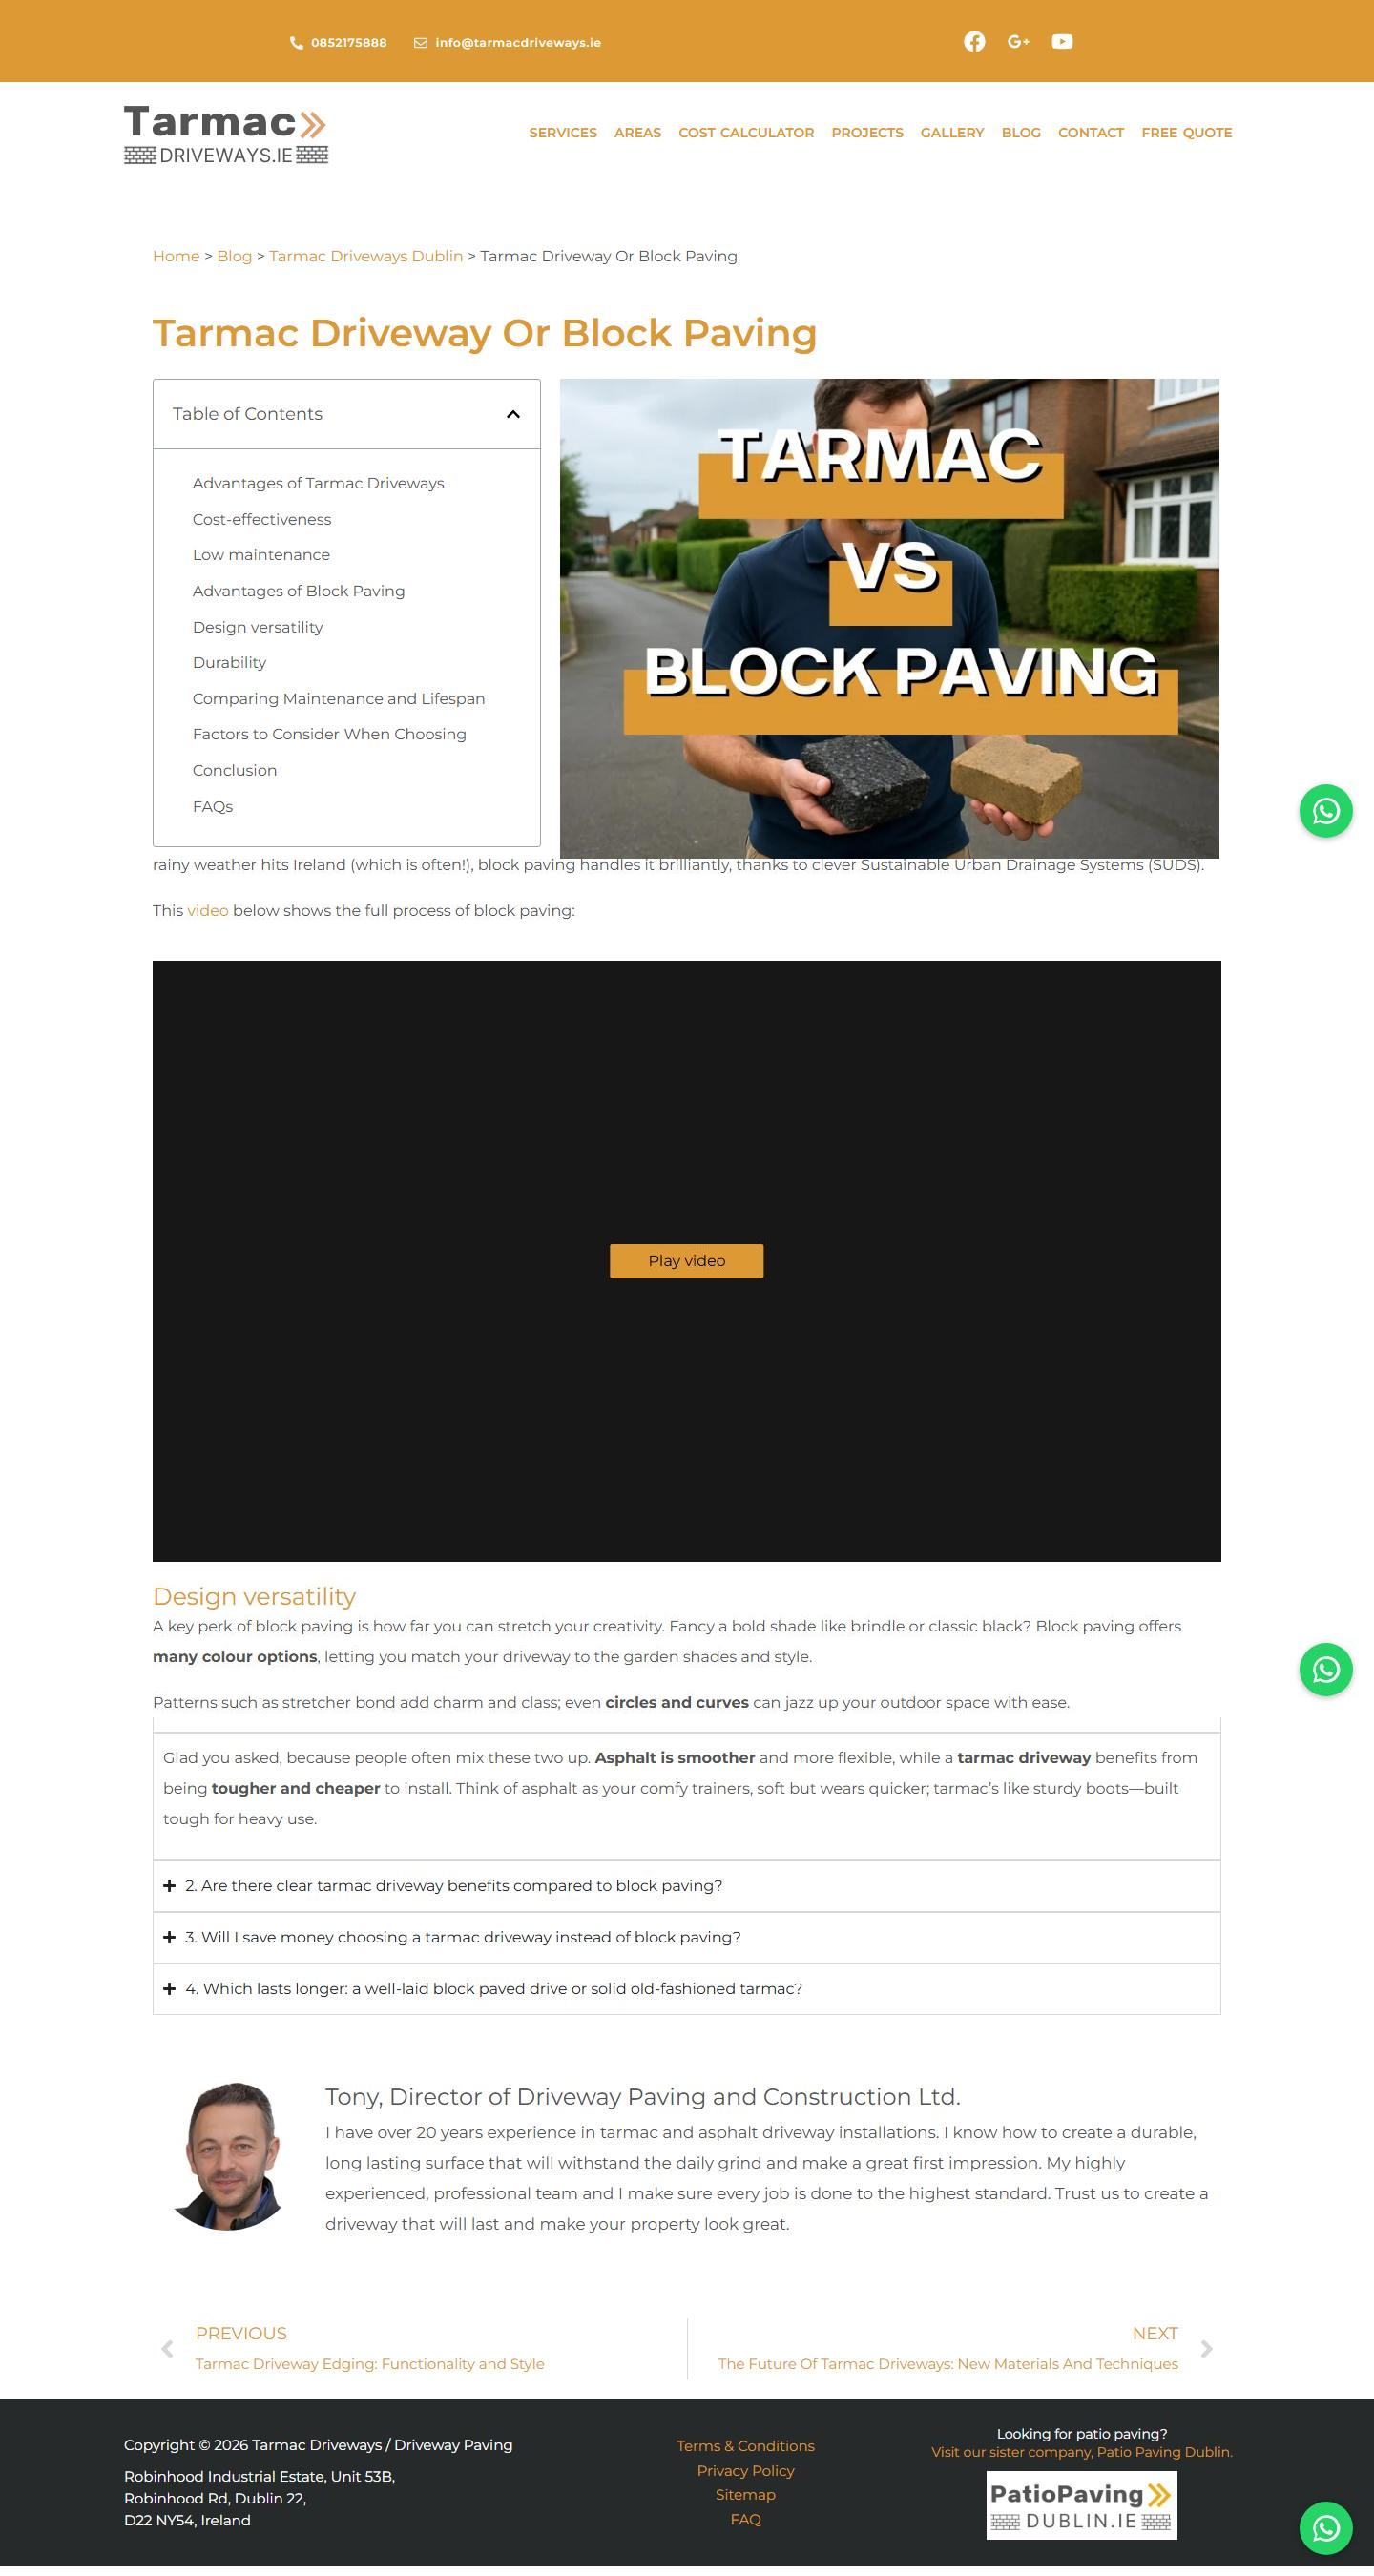 0852175888
info@tarmacdriveways.ie
Tarmac
DRIVEWAYS.IE
SERVICES AREAS COST CALCULATOR PROJECTS GALLERY BLOG CONTACT FREE QUOTE
Home > Blog > Tarmac Driveways Dublin > Tarmac Driveway Or Block Paving
Tarmac Driveway Or Block Paving
Table of Contents
Advantages of Tarmac Driveways
Cost-effectiveness
Low maintenance
Advantages of Block Paving
Design versatility
Durability
Comparing Maintenance and Lifespan
Factors to Consider When Choosing
Conclusion
FAQs
TARMAC
VS
BLOCK PAVING
rainy weather hits Ireland (which is often!), block paving handles it brilliantly, thanks to clever Sustainable Urban Drainage Systems (SUDS).
This video below shows the full process of block paving:
Play video
Design versatility
A key perk of block paving is how far you can stretch your creativity. Fancy a bold shade like brindle or classic black? Block paving offers
many colour options, letting you match your driveway to the garden shades and style.
Patterns such as stretcher bond add charm and class; even circles and curves can jazz up your outdoor space with ease.
Glad you asked, because people often mix these two up. Asphalt is smoother and more flexible, while a tarmac driveway benefits from
being tougher and cheaper to install. Think of asphalt as your comfy trainers, soft but wears quicker; tarmac’s like sturdy boots—built
tough for heavy use.
2. Are there clear tarmac driveway benefits compared to block paving?
3. Will I save money choosing a tarmac driveway instead of block paving?
4. Which lasts longer: a well-laid block paved drive or solid old-fashioned tarmac?
Tony, Director of Driveway Paving and Construction Ltd.
I have over 20 years experience in tarmac and asphalt driveway installations. I know how to create a durable,
long lasting surface that will withstand the daily grind and make a great first impression. My highly
experienced, professional team and I make sure every job is done to the highest standard. Trust us to create a
driveway that will last and make your property look great.
PREVIOUS
Tarmac Driveway Edging: Functionality and Style
NEXT
The Future Of Tarmac Driveways: New Materials And Techniques
Copyright © 2026 Tarmac Driveways / Driveway Paving
Robinhood Industrial Estate, Unit 53B,
Robinhood Rd, Dublin 22,
D22 NY54, Ireland
Terms & Conditions
Privacy Policy
Sitemap
FAQ
Looking for patio paving?
Visit our sister company, Patio Paving Dublin.
PatioPaving
DUBLIN.IE